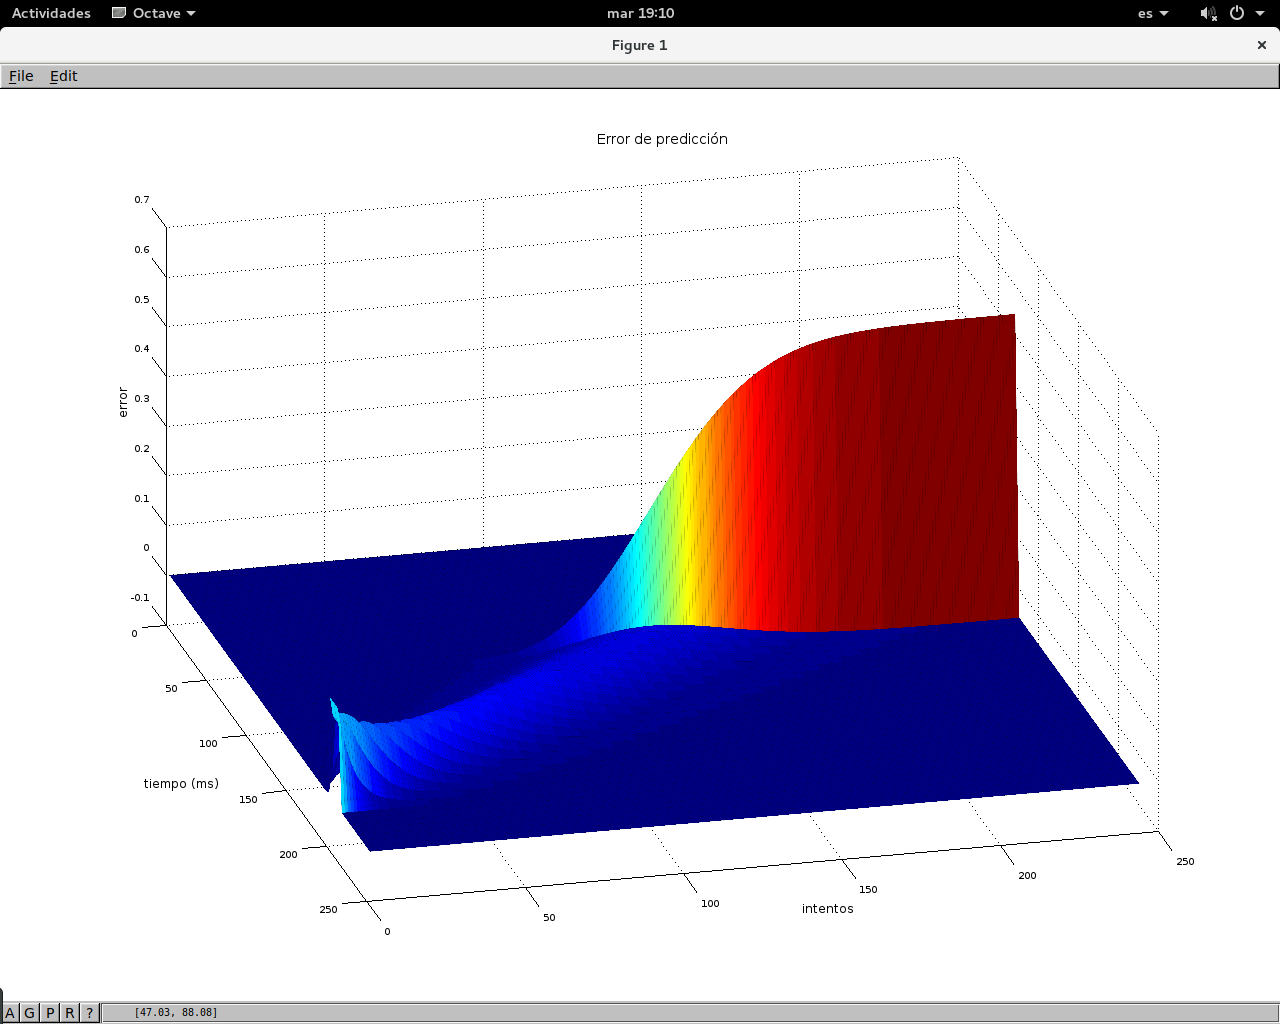 Actividades Octave mar 19:10 es
Figure 1
File Edit
Error de predicción
0.7
0.6
0.5
0.4
0.3
0.2
0.1
0
-0.1
error
0
50
100
150
200
250
tiempo (ms)
0
50
100
150
200
250
intentos
A G P R ? [47.03, 88.08]